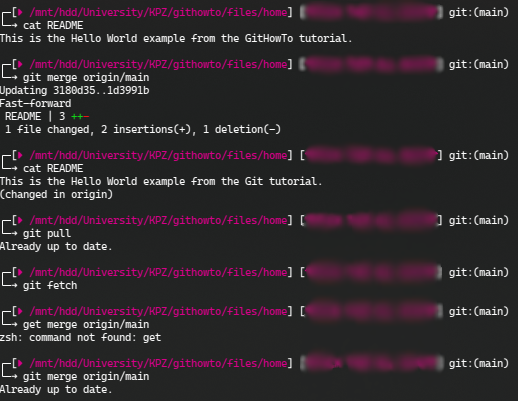 ┌─[▶ /mnt/hdd/University/KPZ/githowto/files/home] [ ] git:(main)
└─→ cat README
This is the Hello World example from the GitHowTo tutorial.
┌─[▶ /mnt/hdd/University/KPZ/githowto/files/home] [ ] git:(main)
└─→ git merge origin/main
Updating 3180d35..1d3991b
Fast-forward
 README | 3 ++-
 1 file changed, 2 insertions(+), 1 deletion(-)
┌─[▶ /mnt/hdd/University/KPZ/githowto/files/home] [ ] git:(main)
└─→ cat README
This is the Hello World example from the Git tutorial.
(changed in origin)
┌─[▶ /mnt/hdd/University/KPZ/githowto/files/home] [ ] git:(main)
└─→ git pull
Already up to date.
┌─[▶ /mnt/hdd/University/KPZ/githowto/files/home] [ ] git:(main)
└─→ git fetch
┌─[▶ /mnt/hdd/University/KPZ/githowto/files/home] [ ] git:(main)
└─→ get merge origin/main
zsh: command not found: get
┌─[▶ /mnt/hdd/University/KPZ/githowto/files/home] [ ] git:(main)
└─→ git merge origin/main
Already up to date.